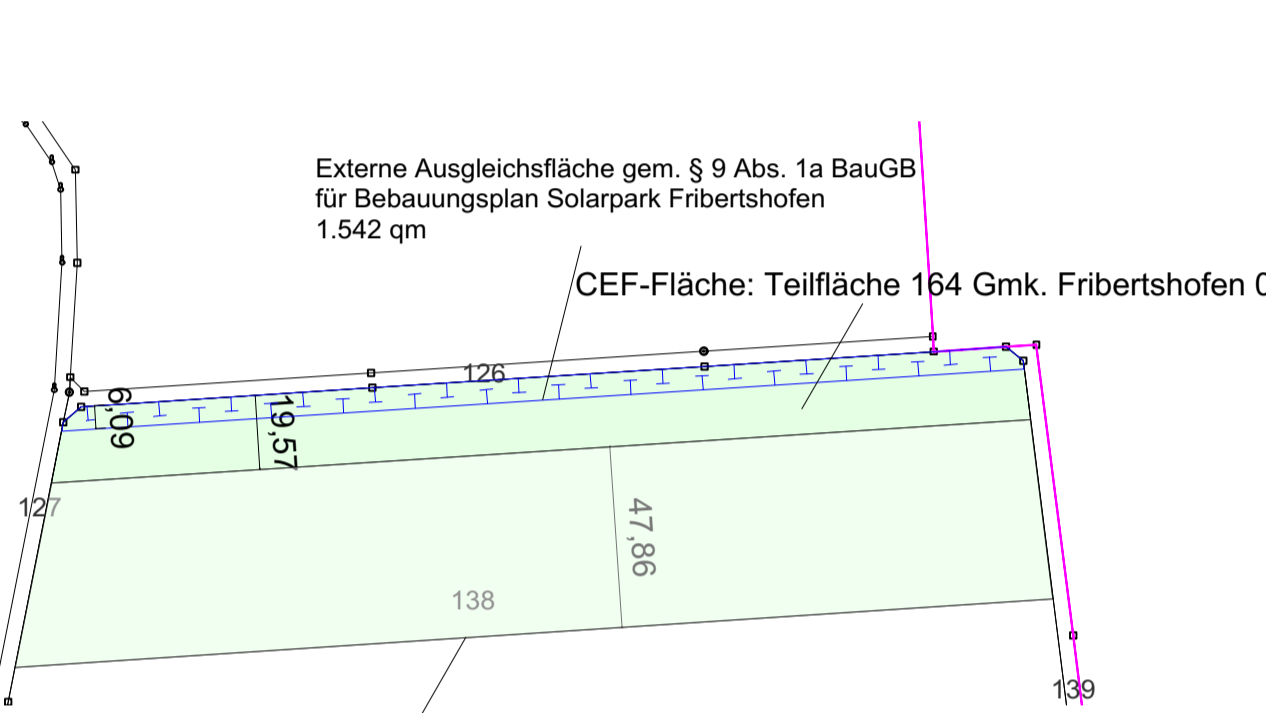 Externe Ausgleichsfläche gem. § 9 Abs. 1a BauGB
für Bebauungsplan Solarpark Fribertshofen
1.542 qm
CEF-Fläche: Teilfläche 164 Gmk. Fribertshofen
126
6,09
19,57
127
47,86
138
139